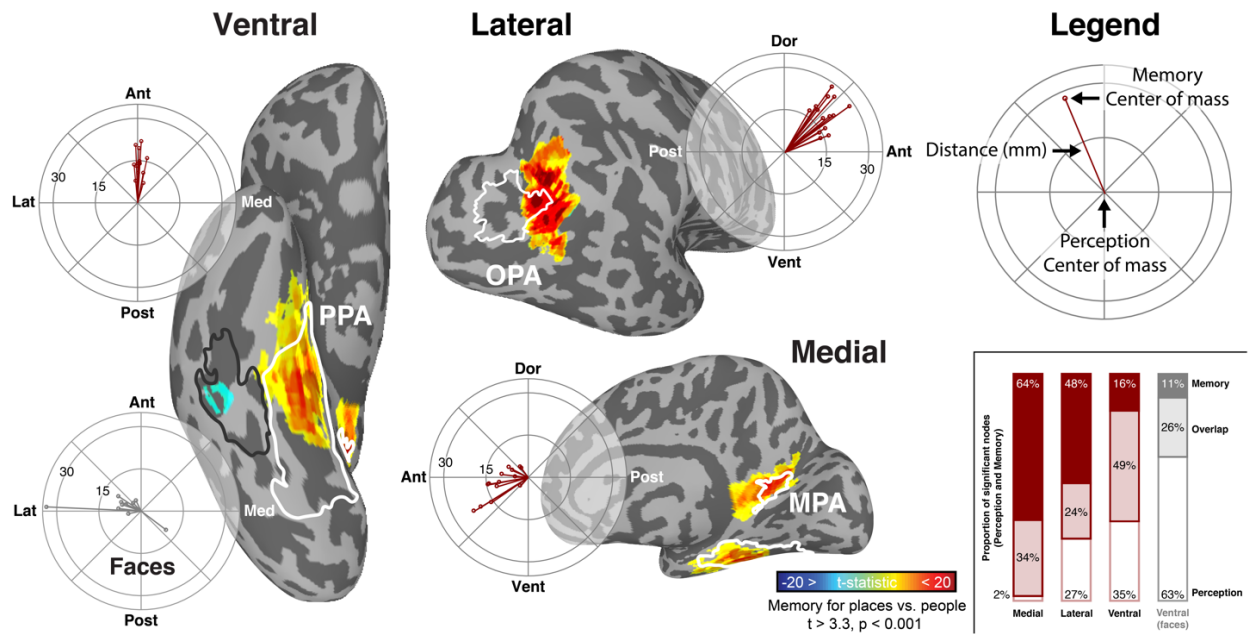 Ventral
Ant
30
15
Lat
Med
Post
PPA
Ant
30
15
Lat
Med
Faces
Post
Lateral
Dor
Post
15
30
Ant
Vent
OPA
Medial
Dor
Ant
30
15
Post
Vent
MPA
-20 >
t-statistic
< 20
Memory for places vs. people
t > 3.3, p < 0.001
Legend
Memory
Center of mass
Distance (mm)
Perception
Center of mass
Proportion of significant nodes
(Perception and Memory)
64%
48%
16%
11%
Memory
26%
Overlap
49%
24%
34%
2%
27%
35%
63%
Perception
Medial
Lateral
Ventral
Ventral
(faces)